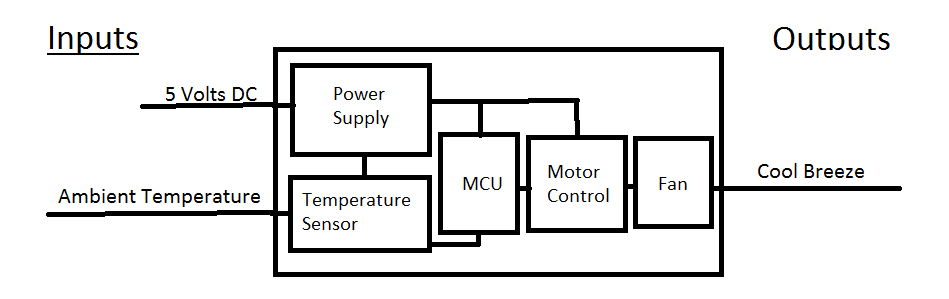 Inputs
Outputs
5 Volts DC
Power
Supply
Ambient Temperature
Temperature
Sensor
MCU
Motor
Control
Fan
Cool Breeze